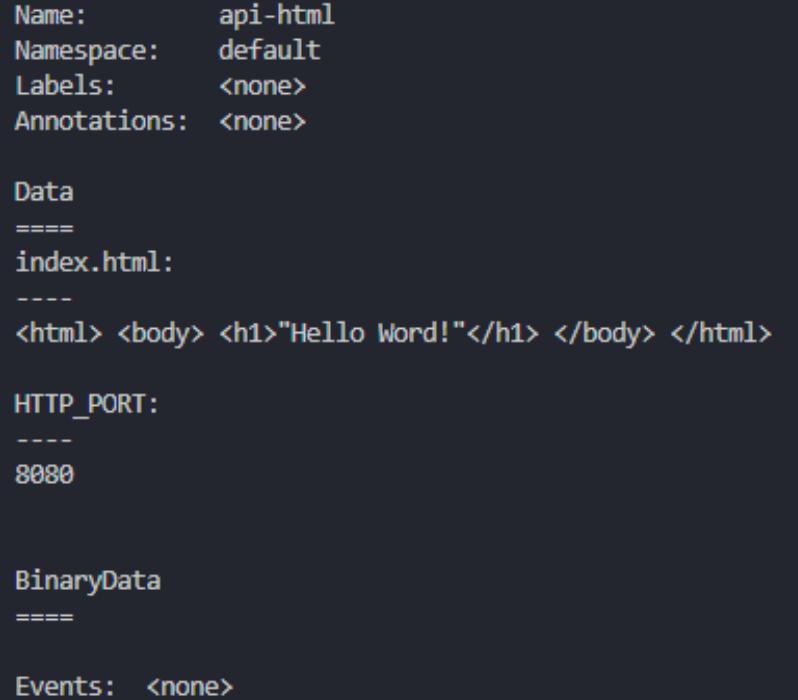 Name:         api-html
Namespace:    default
Labels:       <none>
Annotations:  <none>
Data
====
index.html:
----
<html> <body> <h1>"Hello Word!"</h1> </body> </html>
HTTP_PORT:
----
8080
BinaryData
====
Events:  <none>